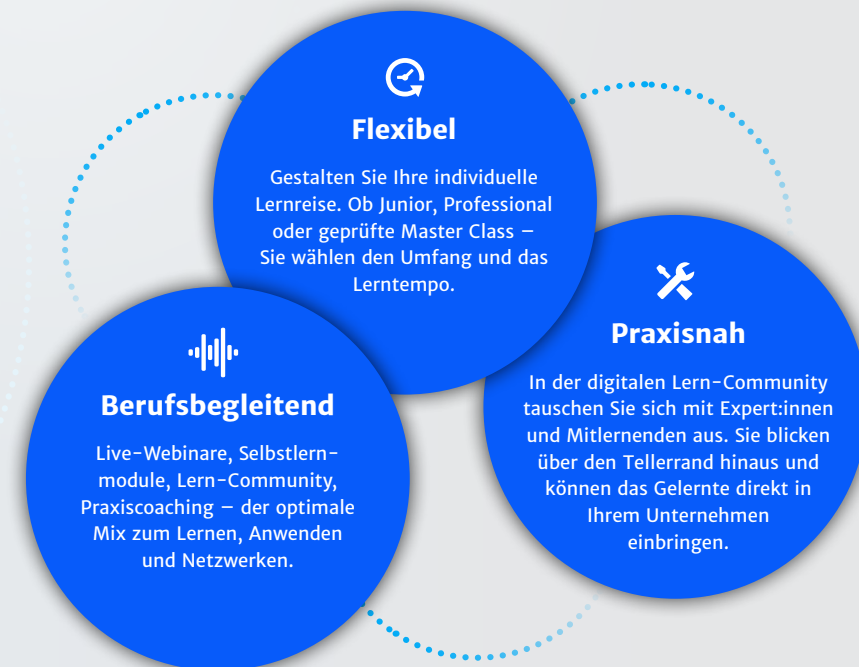 Flexibel
Gestalten Sie Ihre individuelle
Lernreise. Ob Junior, Professional
oder geprüfte Master Class –
Sie wählen den Umfang und das
Lerntempo.
Berufsbegleitend
Live-Webinare, Selbstlern-
module, Lern-Community,
Praxiscoaching – der optimale
Mix zum Lernen, Anwenden
und Netzwerken.
Praxisnah
In der digitalen Lern-Community
tauschen Sie sich mit Expert:innen
und Mitlernenden aus. Sie blicken
über den Tellerrand hinaus und
können das Gelernte direkt in
Ihrem Unternehmen
einbringen.